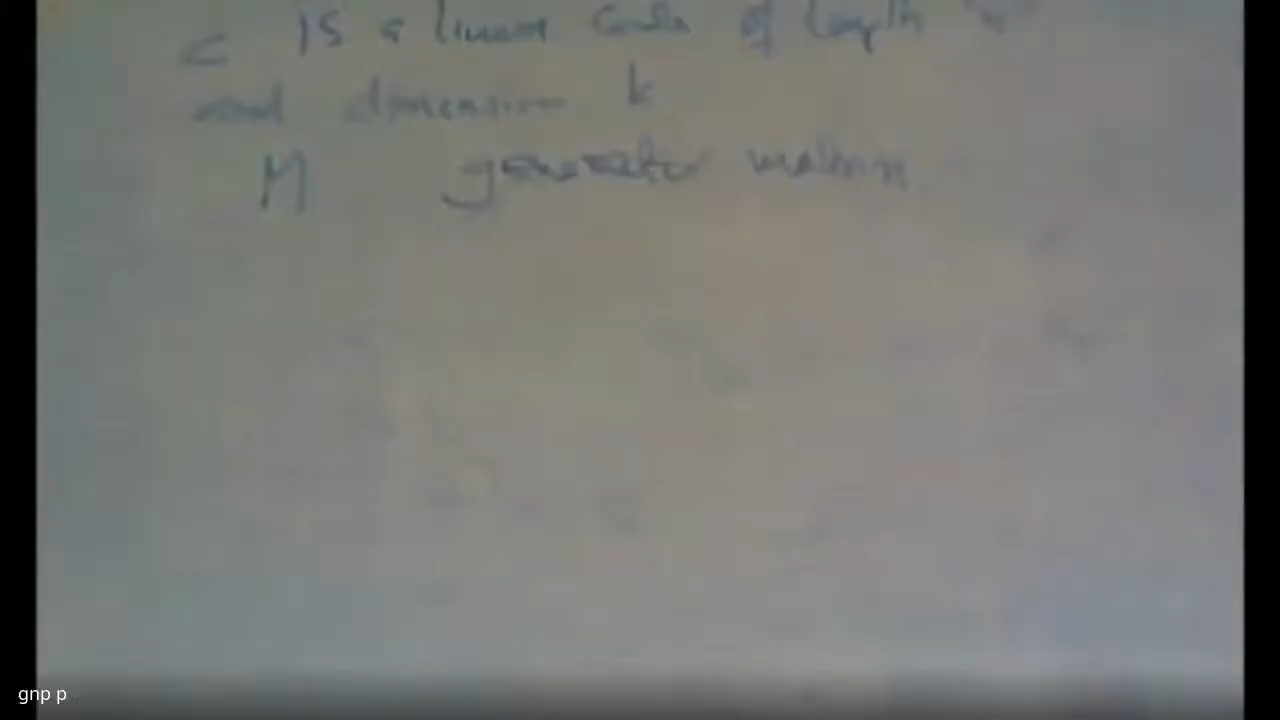 C is a linear code of length "n"
and dimension k
M generator matrix.
gnp p